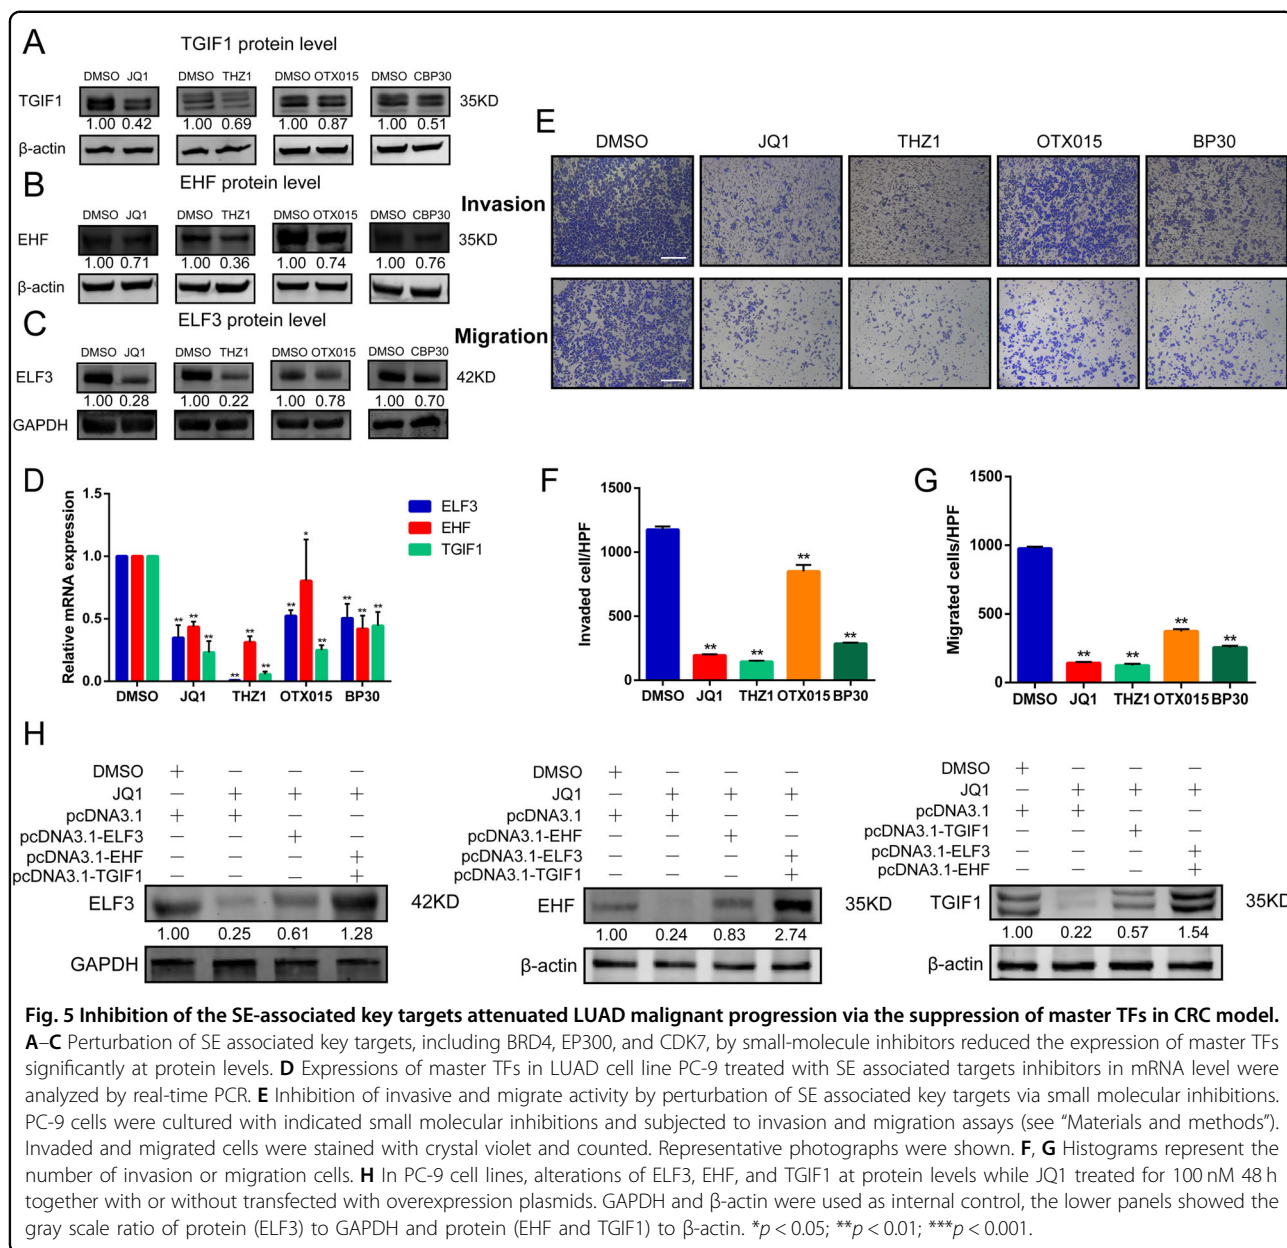 A
TGIF1 protein level
DMSO JQ1 DMSO THZ1 DMSO OTX015 DMSO CBP30
TGIF1 35KD
1.00 0.42 1.00 0.69 1.00 0.87 1.00 0.51
β-actin
B
EHF protein level
DMSO JQ1 DMSO THZ1 DMSO OTX015 DMSO CBP30
EHF 35KD
1.00 0.71 1.00 0.36 1.00 0.74 1.00 0.76
β-actin
C
ELF3 protein level
DMSO JQ1 DMSO THZ1 DMSO OTX015 DMSO CBP30
ELF3 42KD
1.00 0.28 1.00 0.22 1.00 0.78 1.00 0.70
GAPDH
E
DMSO JQ1 THZ1 OTX015 BP30
Invasion
Migration
D
Relative mRNA expression
1.5
1.0
0.5
0.0
ELF3
EHF
TGIF1
** ** ** ** ** ** ** * ** ** ** **
DMSO JQ1 THZ1 OTX015 BP30
F
Invaded cell/HPF
1500
1000
500
0
** ** ** **
DMSO JQ1 THZ1 OTX015 BP30
G
Migrated cells/HPF
1500
1000
500
0
** ** ** **
DMSO JQ1 THZ1 OTX015 BP30
H
DMSO + − − −
JQ1 − + + +
pcDNA3.1 + + − −
pcDNA3.1-ELF3 − − + −
pcDNA3.1-EHF − − − +
pcDNA3.1-TGIF1 − − − +
ELF3 42KD
1.00 0.25 0.61 1.28
GAPDH
DMSO + − − −
JQ1 − + + +
pcDNA3.1 + + − −
pcDNA3.1-EHF − − + −
pcDNA3.1-ELF3 − − − +
pcDNA3.1-TGIF1 − − − +
EHF 35KD
1.00 0.24 0.83 2.74
β-actin
DMSO + − − −
JQ1 − + + +
pcDNA3.1 + + − −
pcDNA3.1-TGIF1 − − + −
pcDNA3.1-ELF3 − − − +
pcDNA3.1-EHF − − − +
TGIF1 35KD
1.00 0.22 0.57 1.54
β-actin
Fig. 5 Inhibition of the SE-associated key targets attenuated LUAD malignant progression via the suppression of master TFs in CRC model.
A–C Perturbation of SE associated key targets, including BRD4, EP300, and CDK7, by small-molecule inhibitors reduced the expression of master TFs
significantly at protein levels. D Expressions of master TFs in LUAD cell line PC-9 treated with SE associated targets inhibitors in mRNA level were
analyzed by real-time PCR. E Inhibition of invasive and migrate activity by perturbation of SE associated key targets via small molecular inhibitions.
PC-9 cells were cultured with indicated small molecular inhibitions and subjected to invasion and migration assays (see “Materials and methods”).
Invaded and migrated cells were stained with crystal violet and counted. Representative photographs were shown. F, G Histograms represent the
number of invasion or migration cells. H In PC-9 cell lines, alterations of ELF3, EHF, and TGIF1 at protein levels while JQ1 treated for 100 nM 48 h
together with or without transfected with overexpression plasmids. GAPDH and β-actin were used as internal control, the lower panels showed the
gray scale ratio of protein (ELF3) to GAPDH and protein (EHF and TGIF1) to β-actin. *p < 0.05; **p < 0.01; ***p < 0.001.